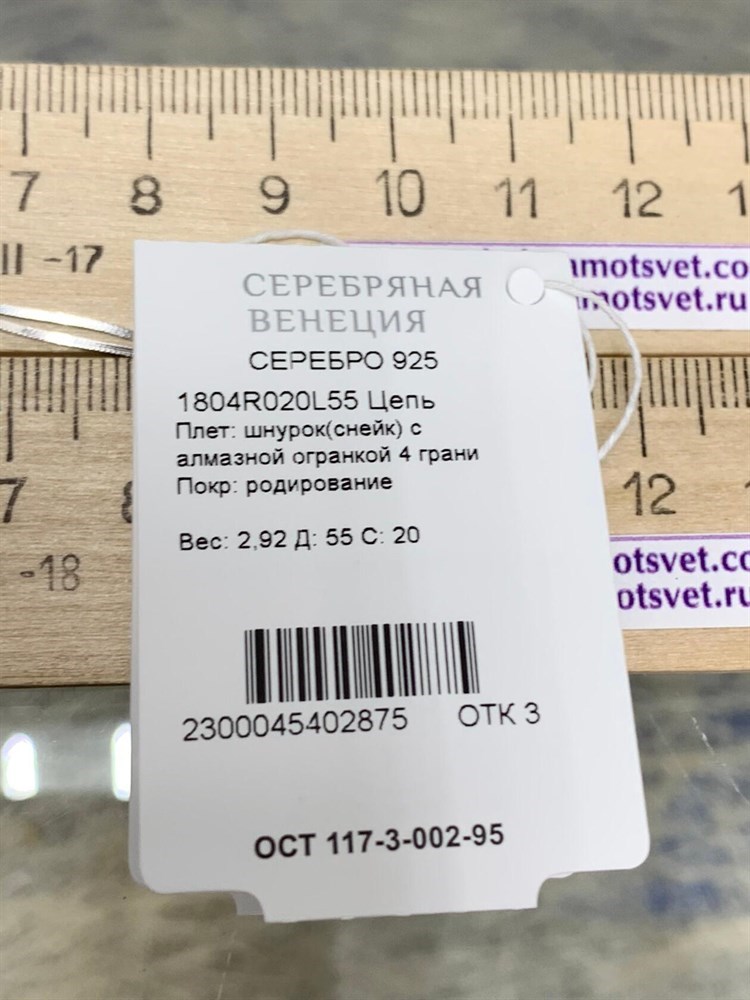 7 8 9 10 11 12
-17
motsvet.co
motsvet.ru
СЕРЕБРЯНАЯ
ВЕНЕЦИЯ
СЕРЕБРО 925
1804R020L55 Цепь
Плет: шнурок(снейк) с
алмазной огранкой 4 грани
Покр: родирование
Вес: 2,92 Д: 55 С: 20
7 12
-18
otsvet.co
otsvet.ru
2300045402875 ОТК 3
ОСТ 117-3-002-95